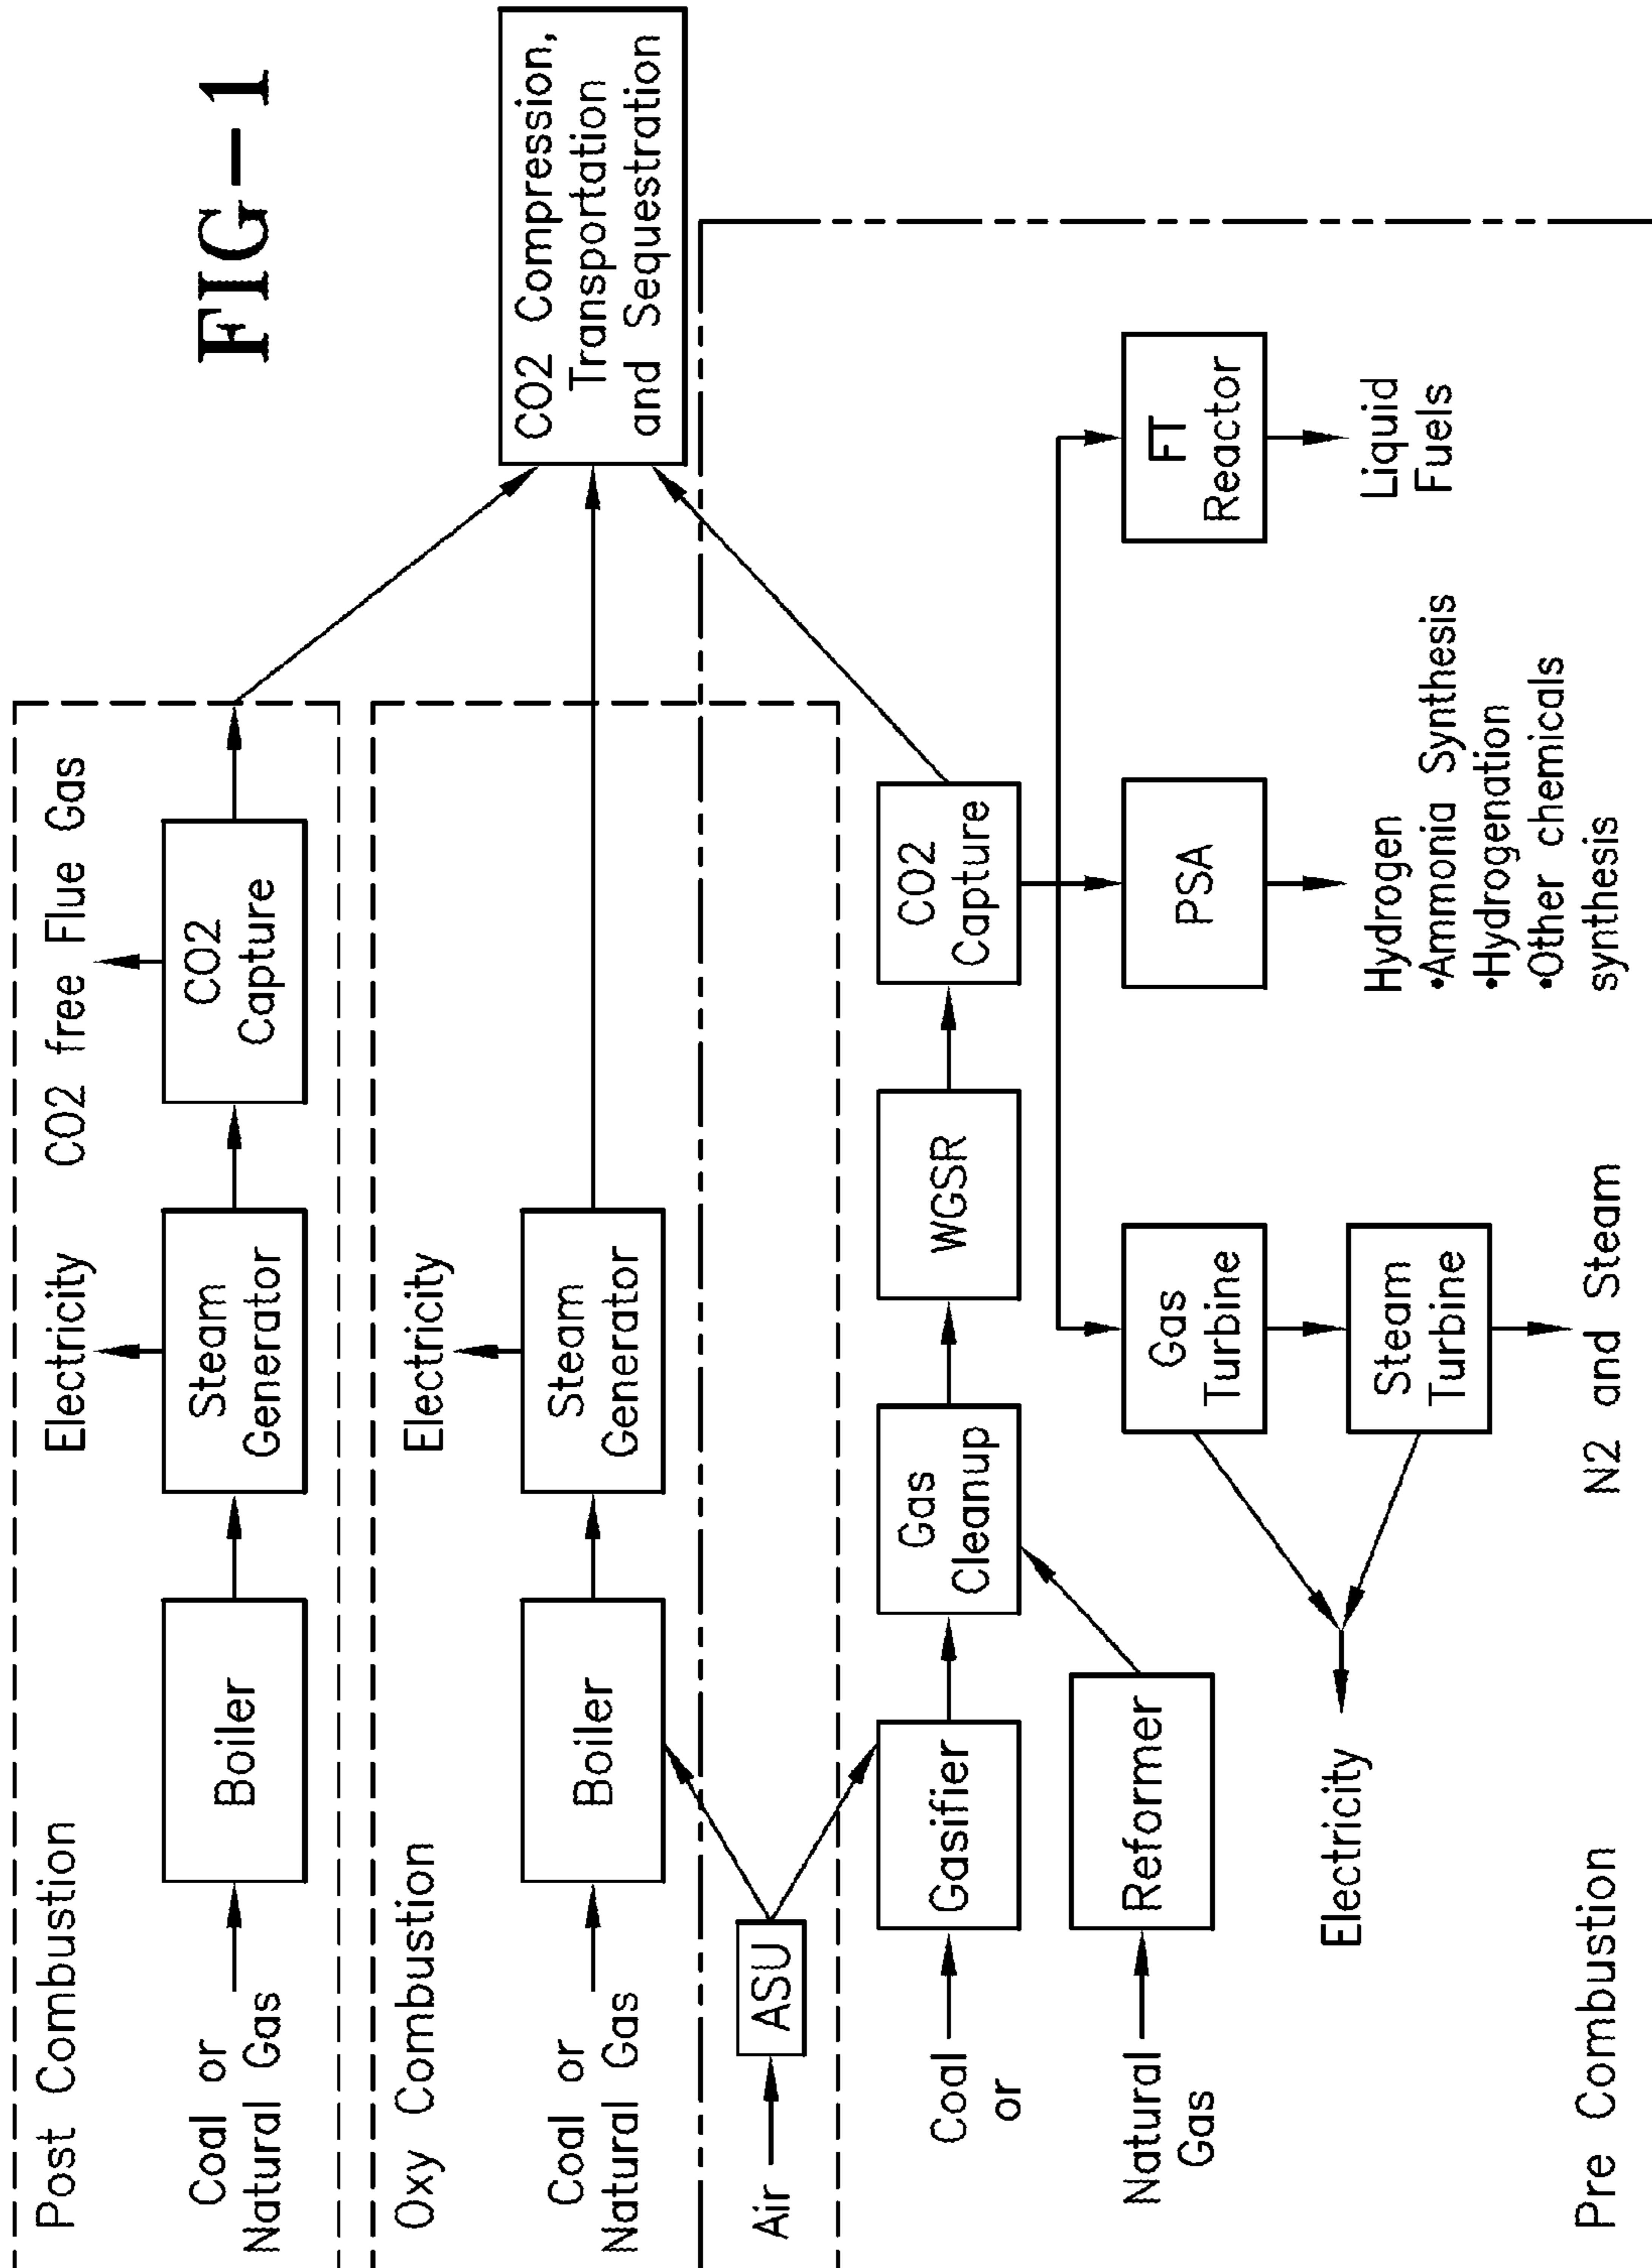 FIG-1
Post Combustion
Coal or
Natural Gas
Boiler
Steam
Generator
Electricity
CO2
Capture
CO2 free Flue Gas
Oxy Combustion
Coal or
Natural Gas
Boiler
Steam
Generator
Electricity
CO2 Compression,
Transportation
and Sequestration
Air
ASU
Coal
or
Gasifier
Gas
Cleanup
WGSR
CO2
Capture
Natural
Gas
Reformer
Gas
Turbine
PSA
FT
Reactor
Electricity
Steam
Turbine
Hydrogen
•Ammonia Synthesis
•Hydrogenation
•Other chemicals
synthesis
Liquid
Fuels
N2 and Steam
Pre Combustion